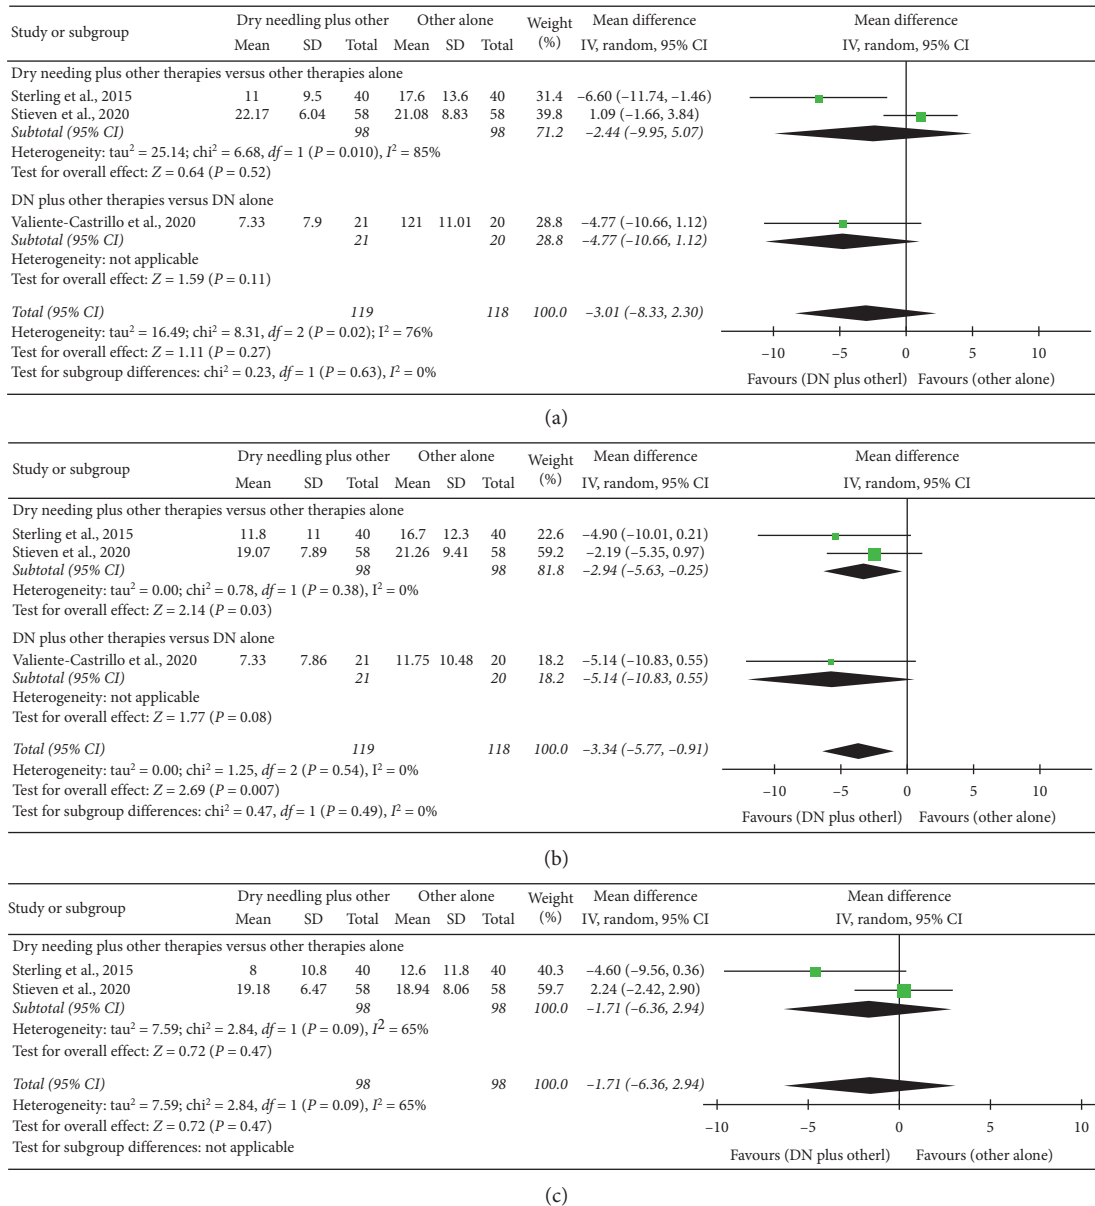 Study or subgroup Dry needling plus other Other alone Weight (%) Mean difference Mean difference
Mean SD Total Mean SD Total IV, random, 95% CI IV, random, 95% CI
Dry needing plus other therapies versus other therapies alone
Sterling et al., 2015 11 9.5 40 17.6 13.6 40 31.4 −6.60 (−11.74, −1.46)
Stieven et al., 2020 22.17 6.04 58 21.08 8.83 58 39.8 1.09 (−1.66, 3.84)
Subtotal (95% CI) 98 98 71.2 −2.44 (−9.95, 5.07)
Heterogeneity: tau² = 25.14; chi² = 6.68, df = 1 (P = 0.010), I² = 85%
Test for overall effect: Z = 0.64 (P = 0.52)
DN plus other therapies versus DN alone
Valiente-Castrillo et al., 2020 7.33 7.9 21 121 11.01 20 28.8 −4.77 (−10.66, 1.12)
Subtotal (95% CI) 21 20 28.8 −4.77 (−10.66, 1.12)
Heterogeneity: not applicable
Test for overall effect: Z = 1.59 (P = 0.11)
Total (95% CI) 119 118 100.0 −3.01 (−8.33, 2.30)
Heterogeneity: tau² = 16.49; chi² = 8.31, df = 2 (P = 0.02); I² = 76%
Test for overall effect: Z = 1.11 (P = 0.27)
Test for subgroup differences: chi² = 0.23, df = 1 (P = 0.63), I² = 0%
−10 −5 0 5 10
Favours (DN plus otherl) Favours (other alone)
(a)
Study or subgroup Dry needling plus other Other alone Weight (%) Mean difference Mean difference
Mean SD Total Mean SD Total IV, random, 95% CI IV, random, 95% CI
Dry needing plus other therapies versus other therapies alone
Sterling et al., 2015 11.8 11 40 16.7 12.3 40 22.6 −4.90 (−10.01, 0.21)
Stieven et al., 2020 19.07 7.89 58 21.26 9.41 58 59.2 −2.19 (−5.35, 0.97)
Subtotal (95% CI) 98 98 81.8 −2.94 (−5.63, −0.25)
Heterogeneity: tau² = 0.00; chi² = 0.78, df = 1 (P = 0.38), I² = 0%
Test for overall effect: Z = 2.14 (P = 0.03)
DN plus other therapies versus DN alone
Valiente-Castrillo et al., 2020 7.33 7.86 21 11.75 10.48 20 18.2 −5.14 (−10.83, 0.55)
Subtotal (95% CI) 21 20 18.2 −5.14 (−10.83, 0.55)
Heterogeneity: not applicable
Test for overall effect: Z = 1.77 (P = 0.08)
Total (95% CI) 119 118 100.0 −3.34 (−5.77, −0.91)
Heterogeneity: tau² = 0.00; chi² = 1.25, df = 2 (P = 0.54), I² = 0%
Test for overall effect: Z = 2.69 (P = 0.007)
Test for subgroup differences: chi² = 0.47, df = 1 (P = 0.49), I² = 0%
−10 −5 0 5 10
Favours (DN plus otherl) Favours (other alone)
(b)
Study or subgroup Dry needling plus other Other alone Weight (%) Mean difference Mean difference
Mean SD Total Mean SD Total IV, random, 95% CI IV, random, 95% CI
Dry needing plus other therapies versus other therapies alone
Sterling et al., 2015 8 10.8 40 12.6 11.8 40 40.3 −4.60 (−9.56, 0.36)
Stieven et al., 2020 19.18 6.47 58 18.94 8.06 58 59.7 2.24 (−2.42, 2.90)
Subtotal (95% CI) 98 98 100.0 −1.71 (−6.36, 2.94)
Heterogeneity: tau² = 7.59; chi² = 2.84, df = 1 (P = 0.09), I² = 65%
Test for overall effect: Z = 0.72 (P = 0.47)
Total (95% CI) 98 98 100.0 −1.71 (−6.36, 2.94)
Heterogeneity: tau² = 7.59; chi² = 2.84, df = 1 (P = 0.09), I² = 65%
Test for overall effect: Z = 0.72 (P = 0.47)
Test for subgroup differences: not applicable
−10 −5 0 5 10
Favours (DN plus otherl) Favours (other alone)
(c)